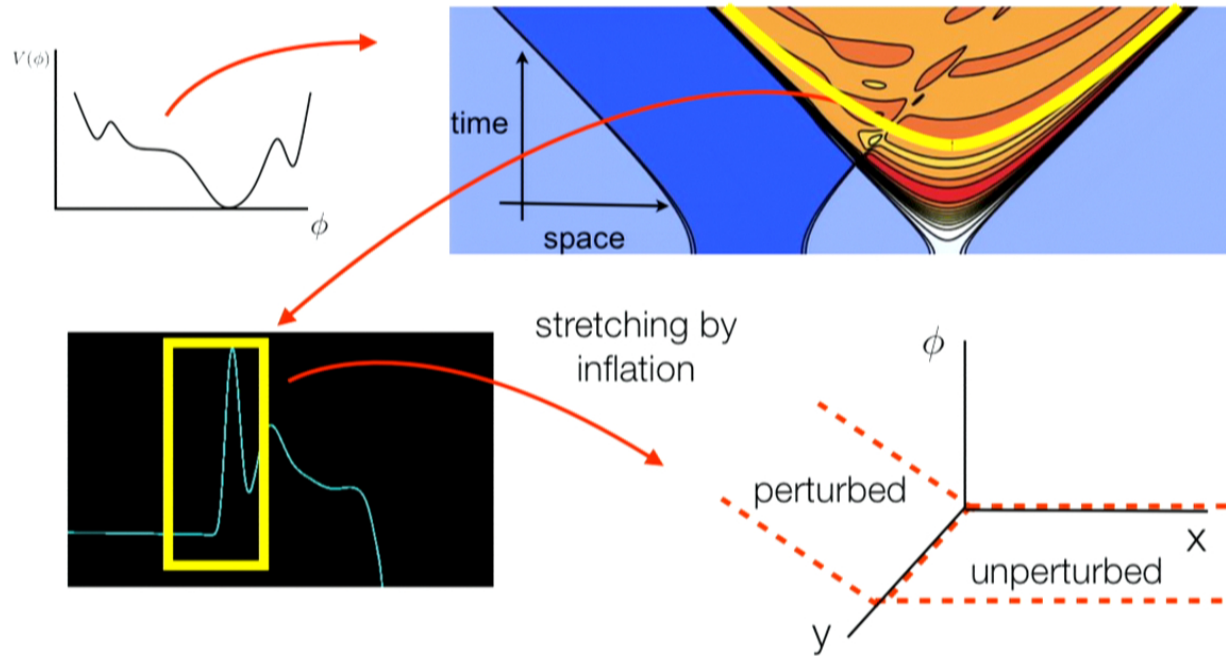 V(ϕ)
ϕ
time
space
stretching by
inflation
ϕ
perturbed
x
unperturbed
y